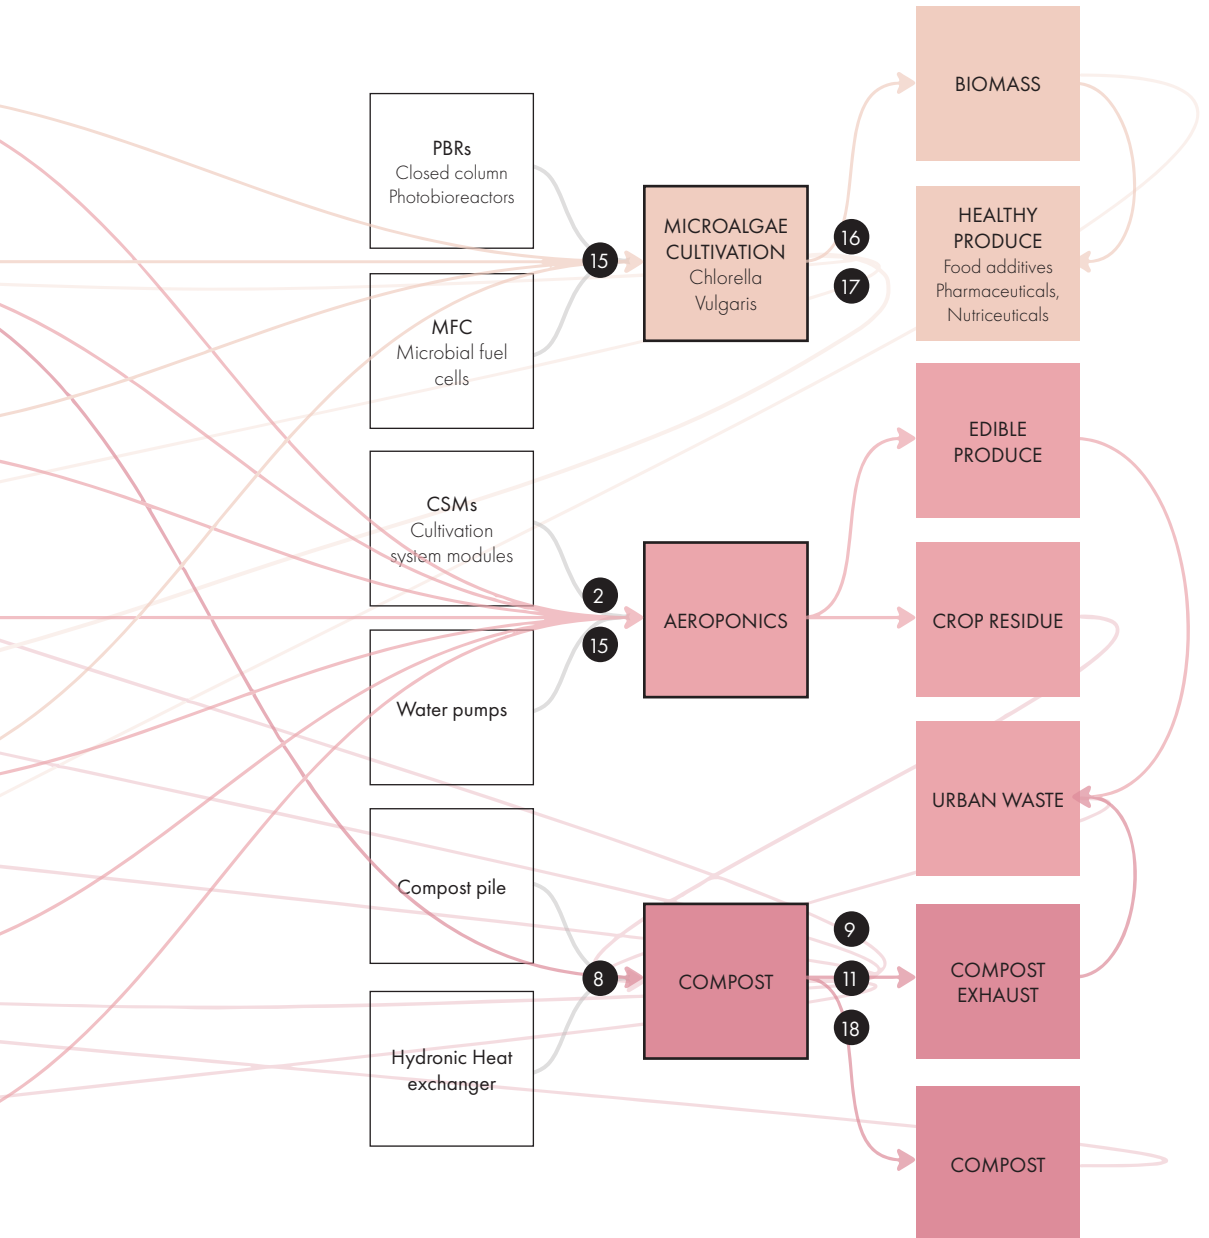 BIOMASS
PBRs
Closed column
Photobioreactors
15
MICROALGAE
CULTIVATION
Chlorella
Vulgaris
16
17
HEALTHY
PRODUCE
Food additives
Pharmaceuticals,
Nutriceuticals
MFC
Microbial fuel
cells
EDIBLE
PRODUCE
CSMs
Cultivation
system modules
2
15
AEROPONICS
CROP RESIDUE
Water pumps
URBAN WASTE
Compost pile
8
COMPOST
9
11
18
COMPOST
EXHAUST
Hydronic Heat
exchanger
COMPOST